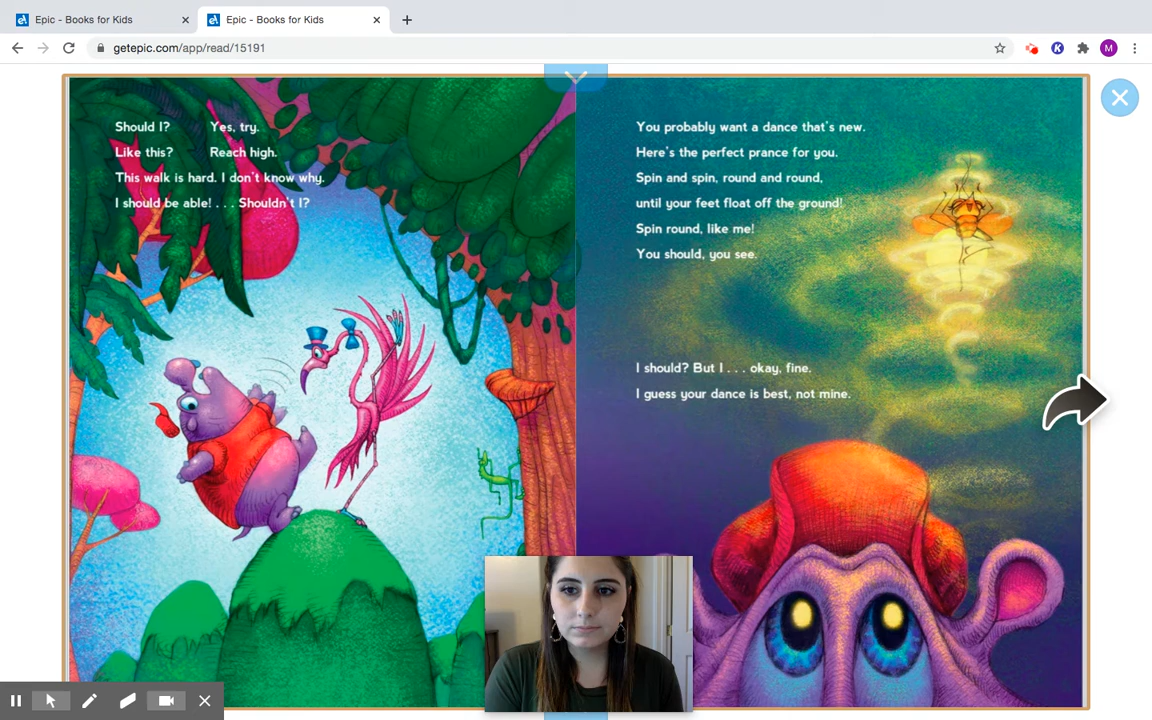 Epic - Books for Kids
Epic - Books for Kids
getepic.com/app/read/15191
M
Should I? Yes, try.
Like this? Reach high.
This walk is hard. I don't know why.
I should be able! . . . Shouldn't I?
You probably want a dance that's new.
Here's the perfect prance for you.
Spin and spin, round and round,
until your feet float off the ground!
Spin round, like me!
You should, you see.
I should? But I . . . okay, fine.
I guess your dance is best, not mine.